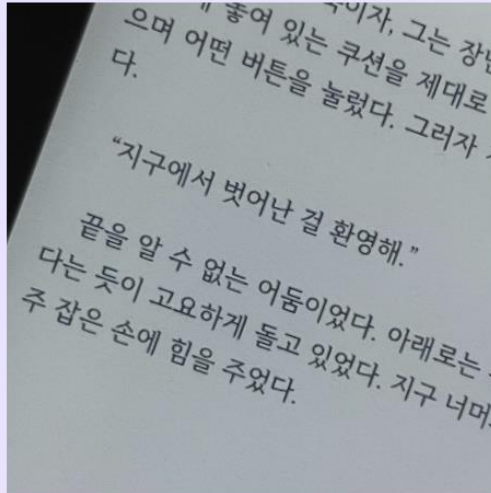 그는 장난
놓여 있는 쿠션을 제대로
으며 어떤 버튼을 눌렀다. 그러자
다.
“지구에서 벗어난 걸 환영해.”
끝을 알 수 없는 어둠이었다. 아래로는
다는 듯이 고요하게 돌고 있었다. 지구 너머
주 잡은 손에 힘을 주었다.